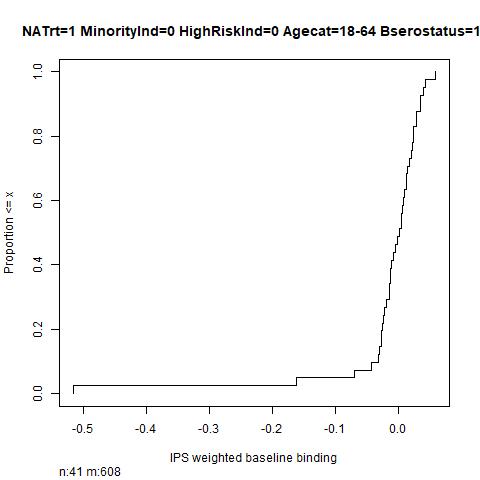 NATrt=1 MinorityInd=0 HighRiskInd=0 Agecat=18-64 Bserostatus=1
1.0
0.8
0.6
0.4
0.2
0.0
Proportion <= x
-0.5 -0.4 -0.3 -0.2 -0.1 0.0
IPS weighted baseline binding
n:41 m:608